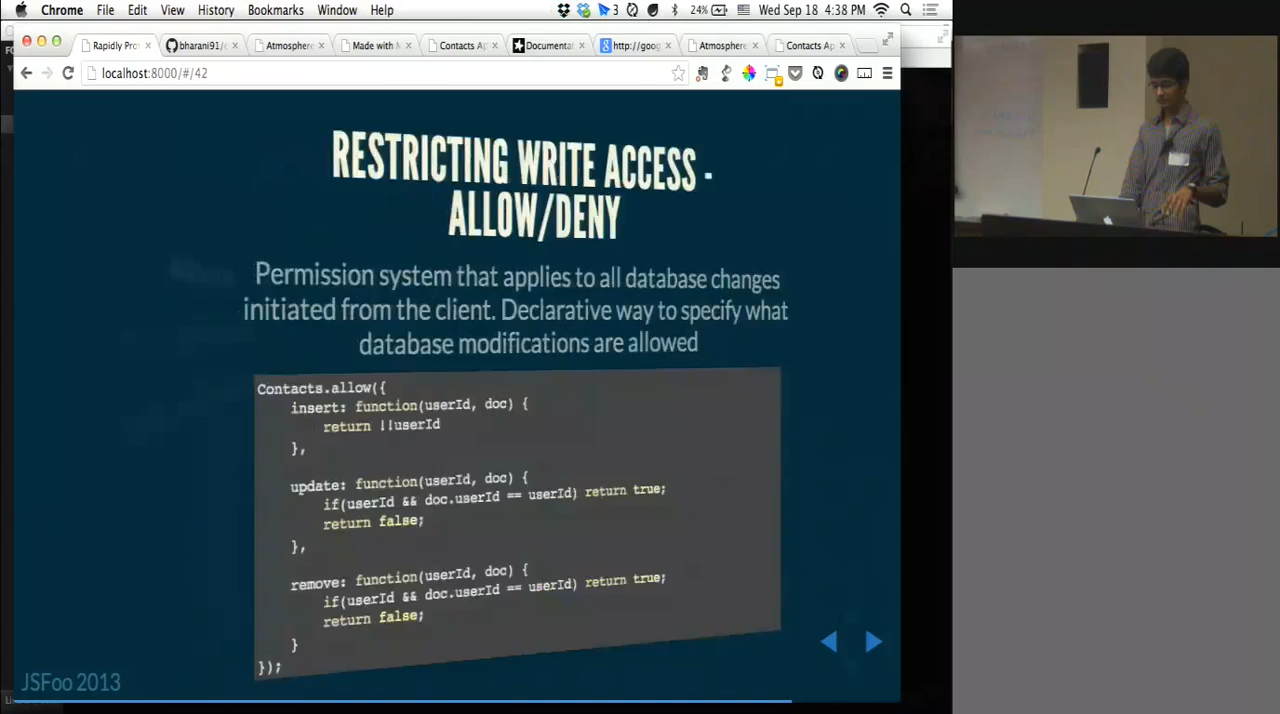 Chrome File Edit View History Bookmarks Window Help 3 24% Wed Sep 18 4:38 PM
Rapidly Pro bharani91/c Atmosphere Made with Contacts Ap Documenta http://goog Atmosphere Contacts Ap
localhost:8000/#/42
RESTRICTING WRITE ACCESS -
ALLOW/DENY
Permission system that applies to all database changes
initiated from the client. Declarative way to specify what
database modifications are allowed
Contacts.allow({
insert: function(userId, doc) {
return !!userId
},
update: function(userId, doc) {
if(userId && doc.userId == userId) return true;
return false;
},
remove: function(userId, doc) {
if(userId && doc.userId == userId) return true;
return false;
}
});
JSFoo 2013